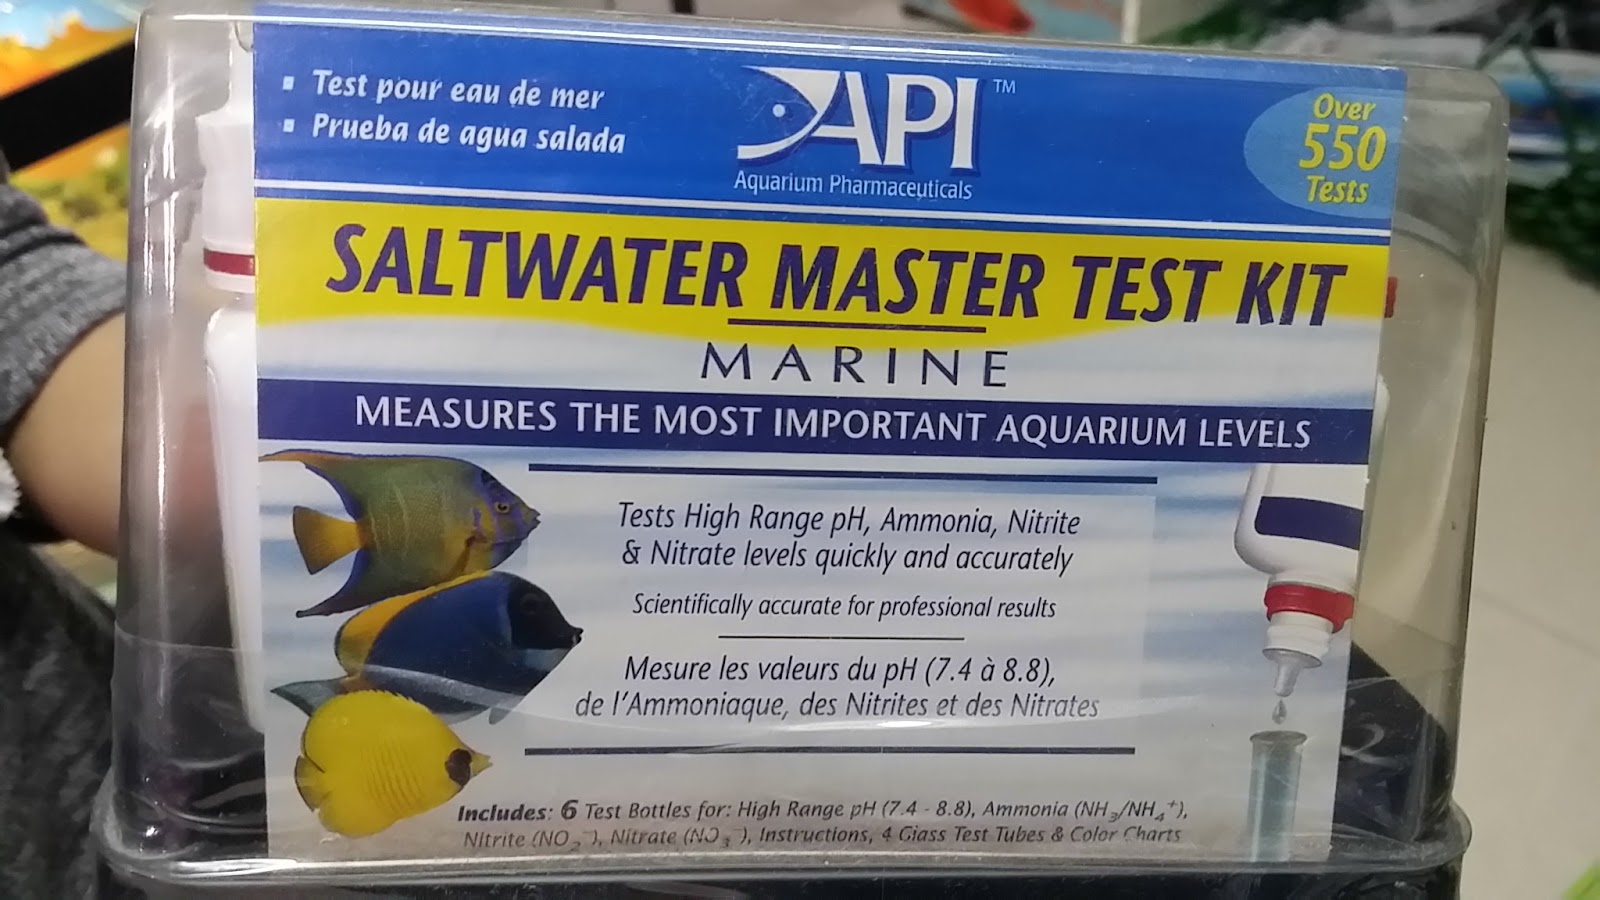 ▪ Test pour eau de mer
▪ Prueba de agua salada
API™
Aquarium Pharmaceuticals
Over
550
Tests
SALTWATER MASTER TEST KIT
MARINE
MEASURES THE MOST IMPORTANT AQUARIUM LEVELS
Tests High Range pH, Ammonia, Nitrite
& Nitrate levels quickly and accurately
Scientifically accurate for professional results
Mesure les valeurs du pH (7.4 à 8.8),
de l'Ammoniaque, des Nitrites et des Nitrates
Includes: 6 Test Bottles for: High Range pH (7.4 - 8.8), Ammonia (NH₃/NH₄⁺),
Nitrite (NO₂⁻), Nitrate (NO₃⁻), Instructions, 4 Glass Test Tubes & Color Charts